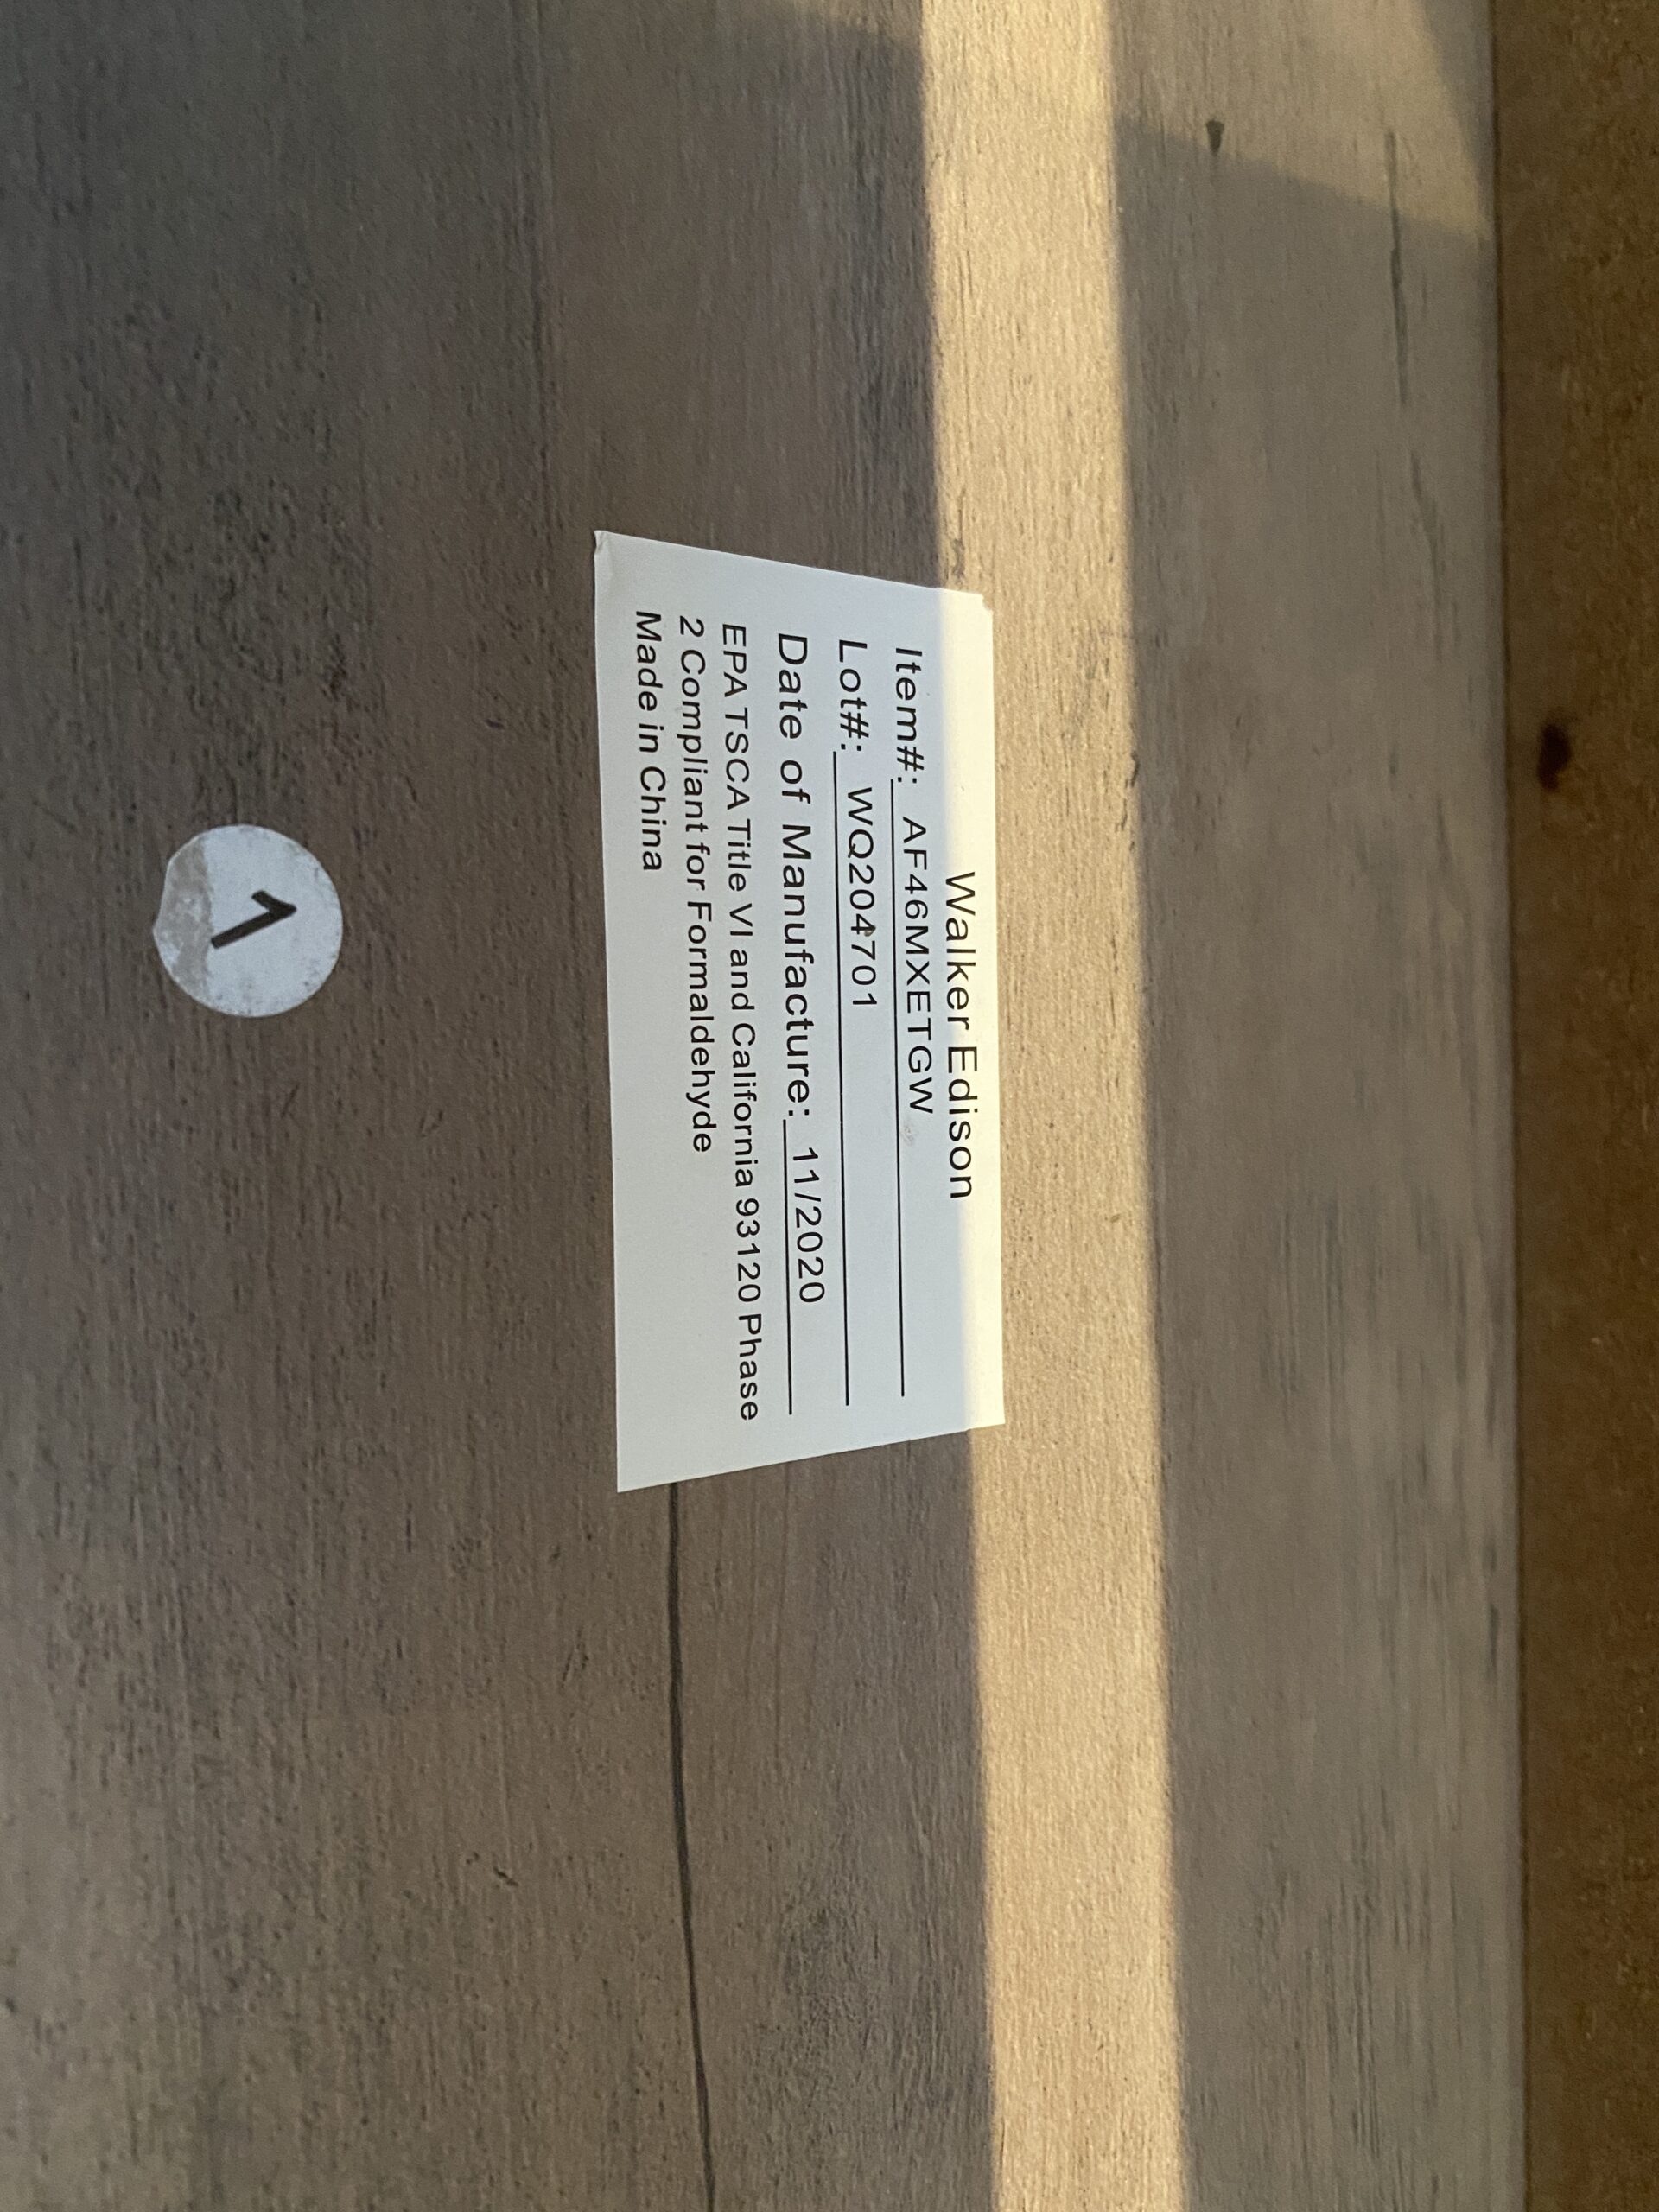 Walker Edison
Item#: AF46MXETGW
Lot#: WQ204701
Date of Manufacture: 11/2020
EPA TSCA Title VI and California 93120 Phase
2 Compliant for Formaldehyde
Made in China
1